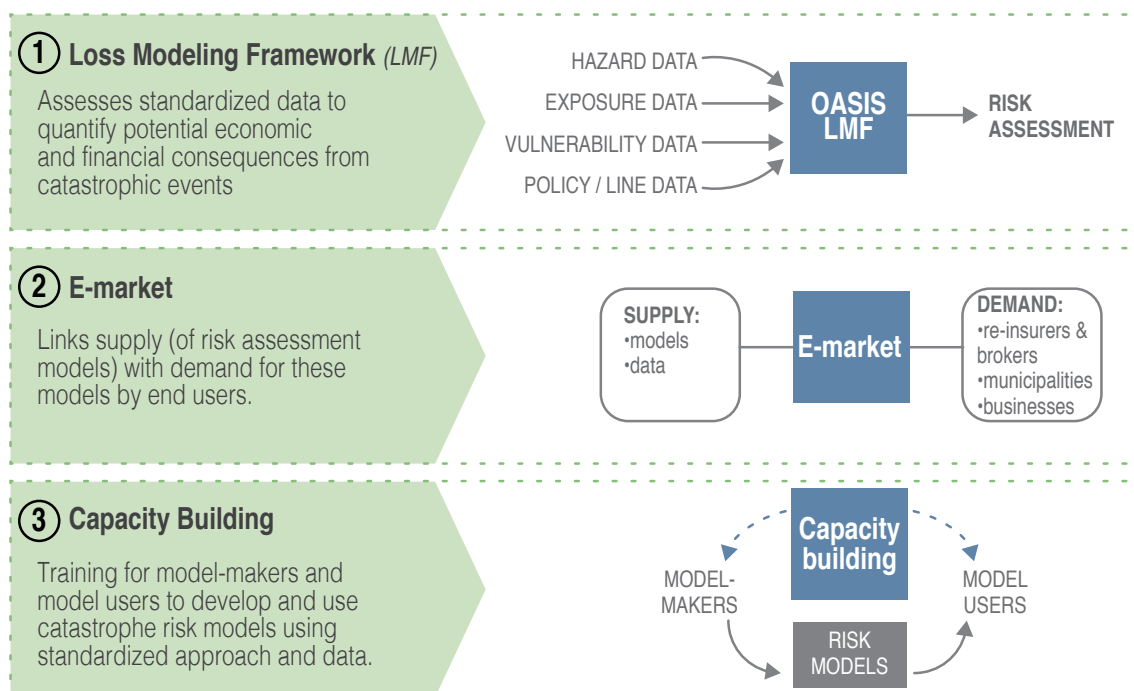 1 Loss Modeling Framework (LMF)
Assesses standardized data to
quantify potential economic
and financial consequences from
catastrophic events
HAZARD DATA
EXPOSURE DATA
VULNERABILITY DATA
POLICY / LINE DATA
OASIS
LMF
RISK
ASSESSMENT
2 E-market
Links supply (of risk assessment
models) with demand for these
models by end users.
SUPPLY:
•models
•data
E-market
DEMAND:
•re-insurers &
brokers
•municipalities
•businesses
3 Capacity Building
Training for model-makers and
model users to develop and use
catastrophe risk models using
standardized approach and data.
Capacity
building
MODEL-
MAKERS
MODEL
USERS
RISK
MODELS